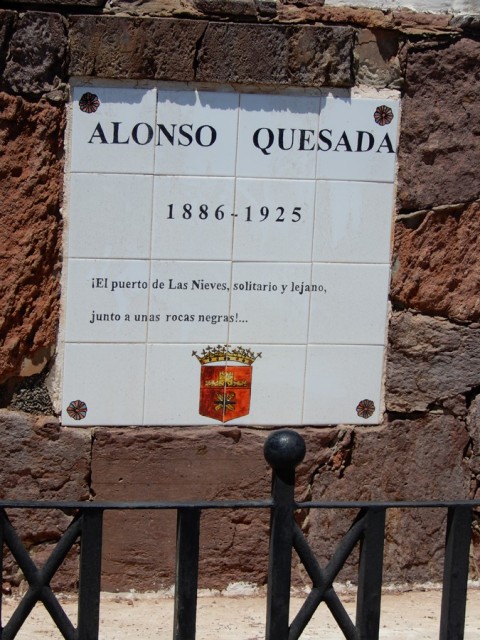 ALONSO QUESADA
1886-1925
¡El puerto de Las Nieves, solitario y lejano,
junto a unas rocas negras!...